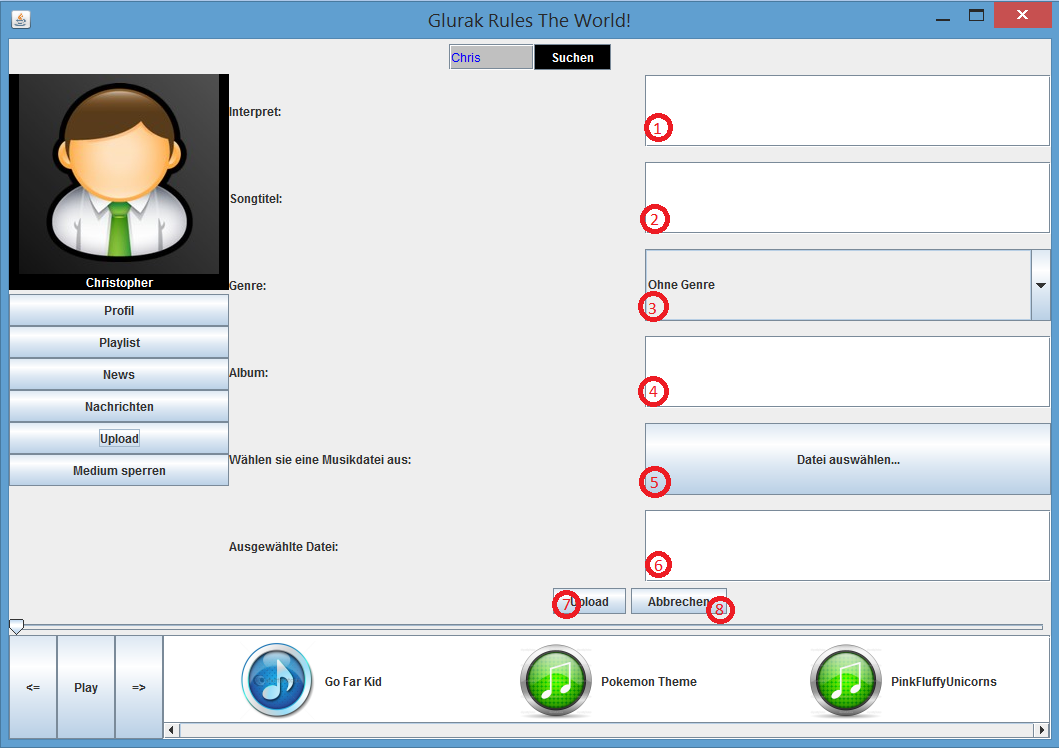 Glurak Rules The World!
Chris Suchen
Interpret:
1
Songtitel:
2
Christopher
Genre:
Ohne Genre
3
Profil
Playlist
News
Nachrichten
Upload
Medium sperren
Album:
4
Wählen sie eine Musikdatei aus:
Datei auswählen...
5
Ausgewählte Datei:
6
7 Upload
Abbrechen 8
<= Play => Go Far Kid Pokemon Theme PinkFluffyUnicorns